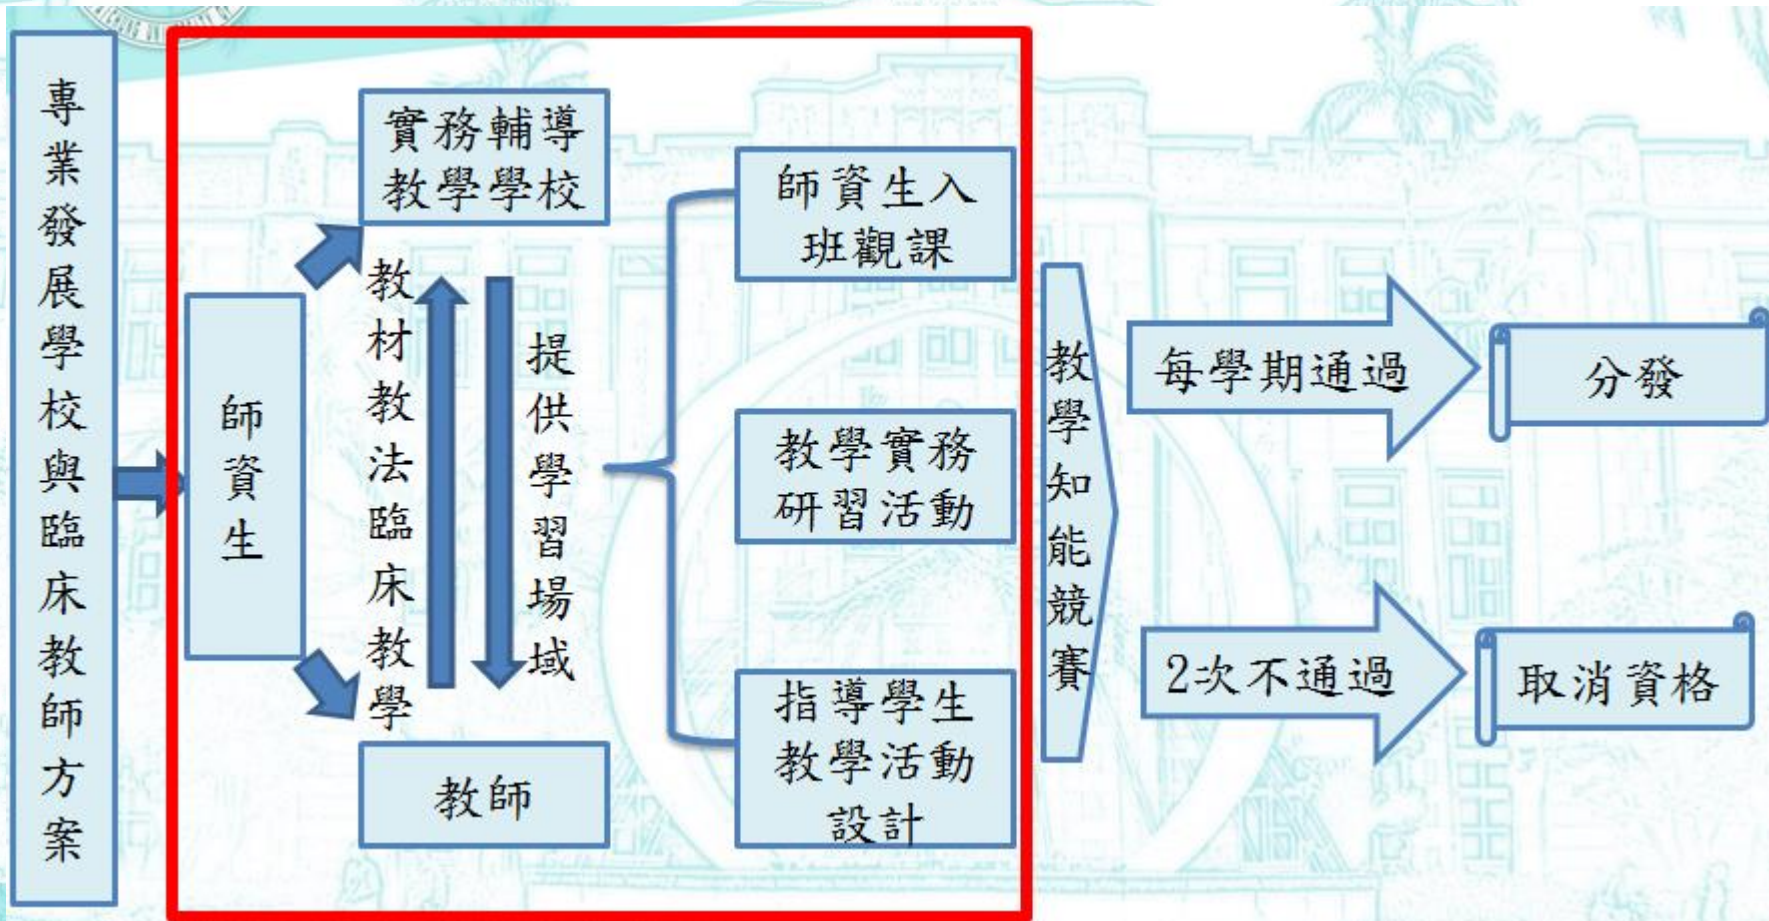 專業發展學校與臨床教師方案
師資生
實務輔導
教學學校
教材教法臨床教學
提供學習場域
教師
師資生入
班觀課
教學實務
研習活動
指導學生
教學活動
設計
教學知能競賽
每學期通過
分發
2次不通過
取消資格